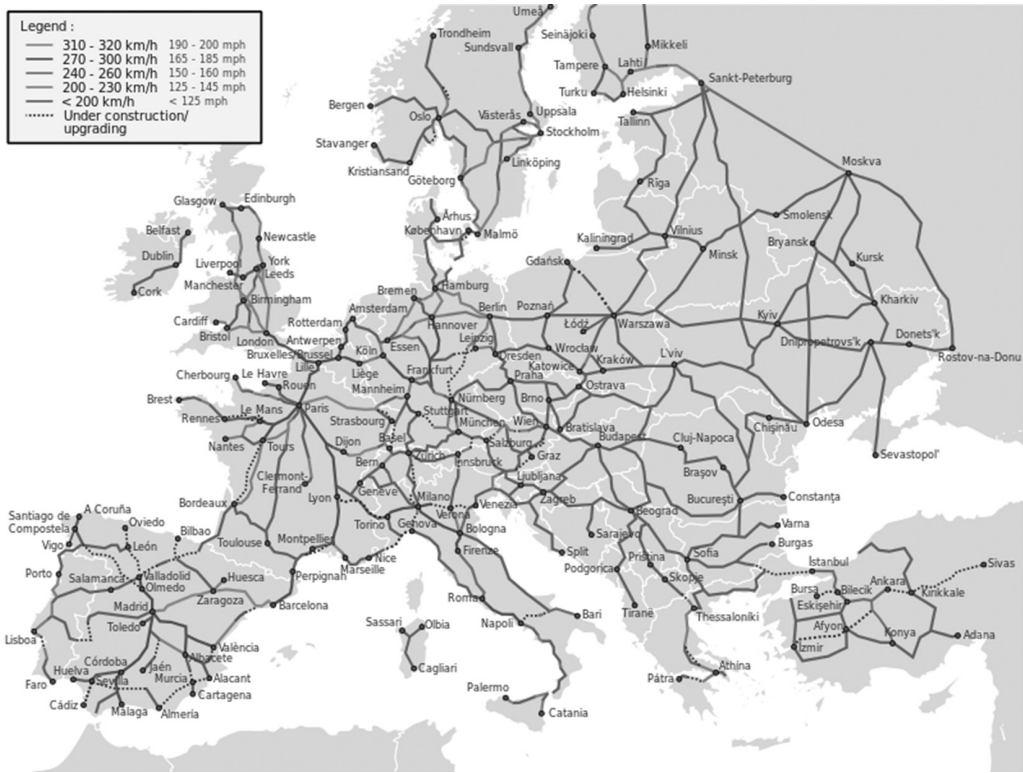 Legend :
310 - 320 km/h 190 - 200 mph
270 - 300 km/h 165 - 185 mph
240 - 260 km/h 150 - 160 mph
200 - 230 km/h 125 - 145 mph
< 200 km/h < 125 mph
Under construction/
upgrading
Umeå
Trondheim
Sundsvall
Seinäjoki
Mikkeli
Tampere
Lahti
Sankt-Peterburg
Turku
Helsinki
Bergen
Oslo
Västerås
Uppsala
Tallinn
Stockholm
Stavanger
Linköping
Moskva
Kristiansand
Göteborg
Rīga
Glasgow
Edinburgh
Århus
Smolensk
Belfast
København
Malmö
Vilnius
Newcastle
Kaliningrad
Bryansk
Minsk
Dublin
Liverpool
York
Leeds
Gdańsk
Kursk
Manchester
Cork
Bremen
Hamburg
Birmingham
Amsterdam
Berlin
Poznań
Kharkiv
Cardiff
Rotterdam
Hannover
Łódź
Warszawa
Kyiv
Bristol
London
Antwerpen
Essen
Leipzig
Donets'k
Bruxelles/Brussel
Köln
Dresden
Wrocław
L'viv
Dnipropetrovs'k
Rostov-na-Donu
Lille
Liège
Frankfurt
Praha
Katowice
Kraków
Cherbourg
Le Havre
Rouen
Mannheim
Ostrava
Brest
Le Mans
Paris
Nürnberg
Brno
Rennes
Strasbourg
Stuttgart
München
Wien
Bratislava
Chişinău
Odesa
Nantes
Tours
Dijon
Basel
Salzburg
Budapest
Cluj-Napoca
Zürich
Innsbruck
Graz
Sevastopol'
Bern
Braşov
Clermont-
Ferrand
Genève
Ljubljana
Lyon
Milano
Zagreb
Bucureşti
Constanţa
Bordeaux
Verona
Venezia
Beograd
Santiago de
Compostela
A Coruña
Oviedo
Torino
Genova
Bologna
Varna
Bilbao
Sarajevo
Vigo
León
Toulouse
Montpellier
Firenze
Split
Sofia
Burgas
Nice
Marseille
Pristina
Podgorica
İstanbul
Sivas
Porto
Salamanca
Valladolid
Olmedo
Huesca
Perpignan
Skopje
Bursa
Bilecik
Ankara
Kırıkkale
Madrid
Zaragoza
Barcelona
Roma
Tiranë
Thessaloníki
Eskişehir
Toledo
Sassari
Olbia
Napoli
Bari
Afyon
Konya
Adana
Lisboa
València
İzmir
Albacete
Huelva
Córdoba
Jaén
Cagliari
Athína
Faro
Sevilla
Murcia
Alacant
Pátra
Cartagena
Palermo
Cádiz
Málaga
Almería
Catania